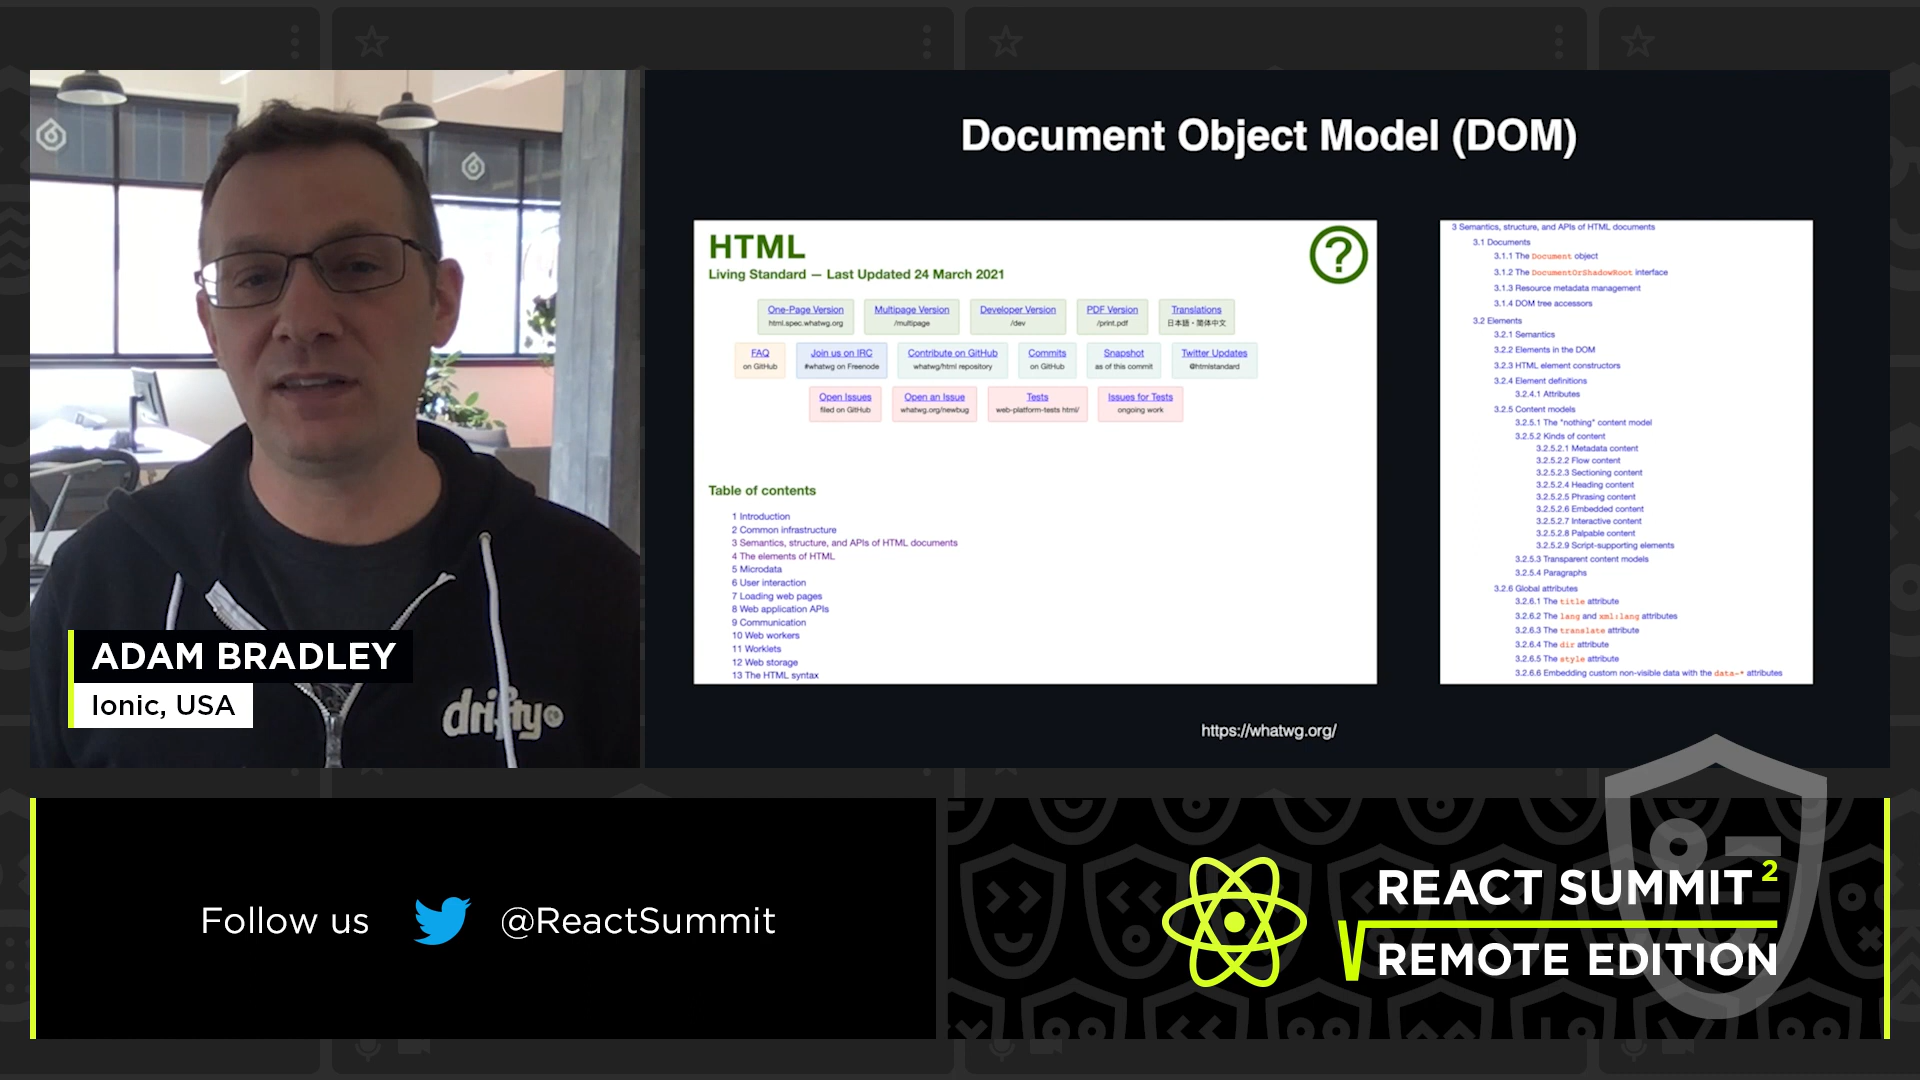 Document Object Model (DOM)
HTML
Living Standard — Last Updated 24 March 2021
One-Page Version
html.spec.whatwg.org
Multipage Version
/multipage
Developer Version
/dev
PDF Version
/print.pdf
Translations
日本語・简体中文
FAQ
on GitHub
Join us on IRC
#whatwg on Freenode
Contribute on GitHub
whatwg/html repository
Commits
on GitHub
Snapshot
as of this commit
Twitter Updates
@htmlstandard
Open Issues
filed on GitHub
Open an Issue
whatwg.org/newbug
Tests
web-platform-tests html/
Issues for Tests
ongoing work
Table of contents
1 Introduction
2 Common infrastructure
3 Semantics, structure, and APIs of HTML documents
4 The elements of HTML
5 Microdata
6 User interaction
7 Loading web pages
8 Web application APIs
9 Communication
10 Web workers
11 Worklets
12 Web storage
13 The HTML syntax
3 Semantics, structure, and APIs of HTML documents
3.1 Documents
3.1.1 The Document object
3.1.2 The DocumentOrShadowRoot interface
3.1.3 Resource metadata management
3.1.4 DOM tree accessors
3.2 Elements
3.2.1 Semantics
3.2.2 Elements in the DOM
3.2.3 HTML element constructors
3.2.4 Element definitions
3.2.4.1 Attributes
3.2.5 Content models
3.2.5.1 The "nothing" content model
3.2.5.2 Kinds of content
3.2.5.2.1 Metadata content
3.2.5.2.2 Flow content
3.2.5.2.3 Sectioning content
3.2.5.2.4 Heading content
3.2.5.2.5 Phrasing content
3.2.5.2.6 Embedded content
3.2.5.2.7 Interactive content
3.2.5.2.8 Palpable content
3.2.5.2.9 Script-supporting elements
3.2.5.3 Transparent content models
3.2.5.4 Paragraphs
3.2.6 Global attributes
3.2.6.1 The title attribute
3.2.6.2 The lang and xml:lang attributes
3.2.6.3 The translate attribute
3.2.6.4 The dir attribute
3.2.6.5 The style attribute
3.2.6.6 Embedding custom non-visible data with the data-* attributes
https://whatwg.org/
ADAM BRADLEY
Ionic, USA
drifty
Follow us @ReactSummit
REACT SUMMIT 2
REMOTE EDITION